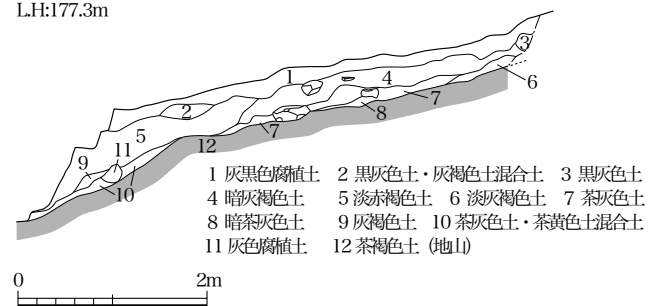 L.H:177.3m
1
3
4
2
6
7
5
8
7
12
11
9
10
1 灰黒色腐植土 2 黒灰色土・灰褐色土混合土 3 黒灰色土
4 暗灰褐色土 5 淡赤褐色土 6 淡灰褐色土 7 茶灰色土
8 暗茶灰色土 9 灰褐色土 10 茶灰色土・茶黄色土混合土
11 灰色腐植土 12 茶褐色土 (地山)
0 2m